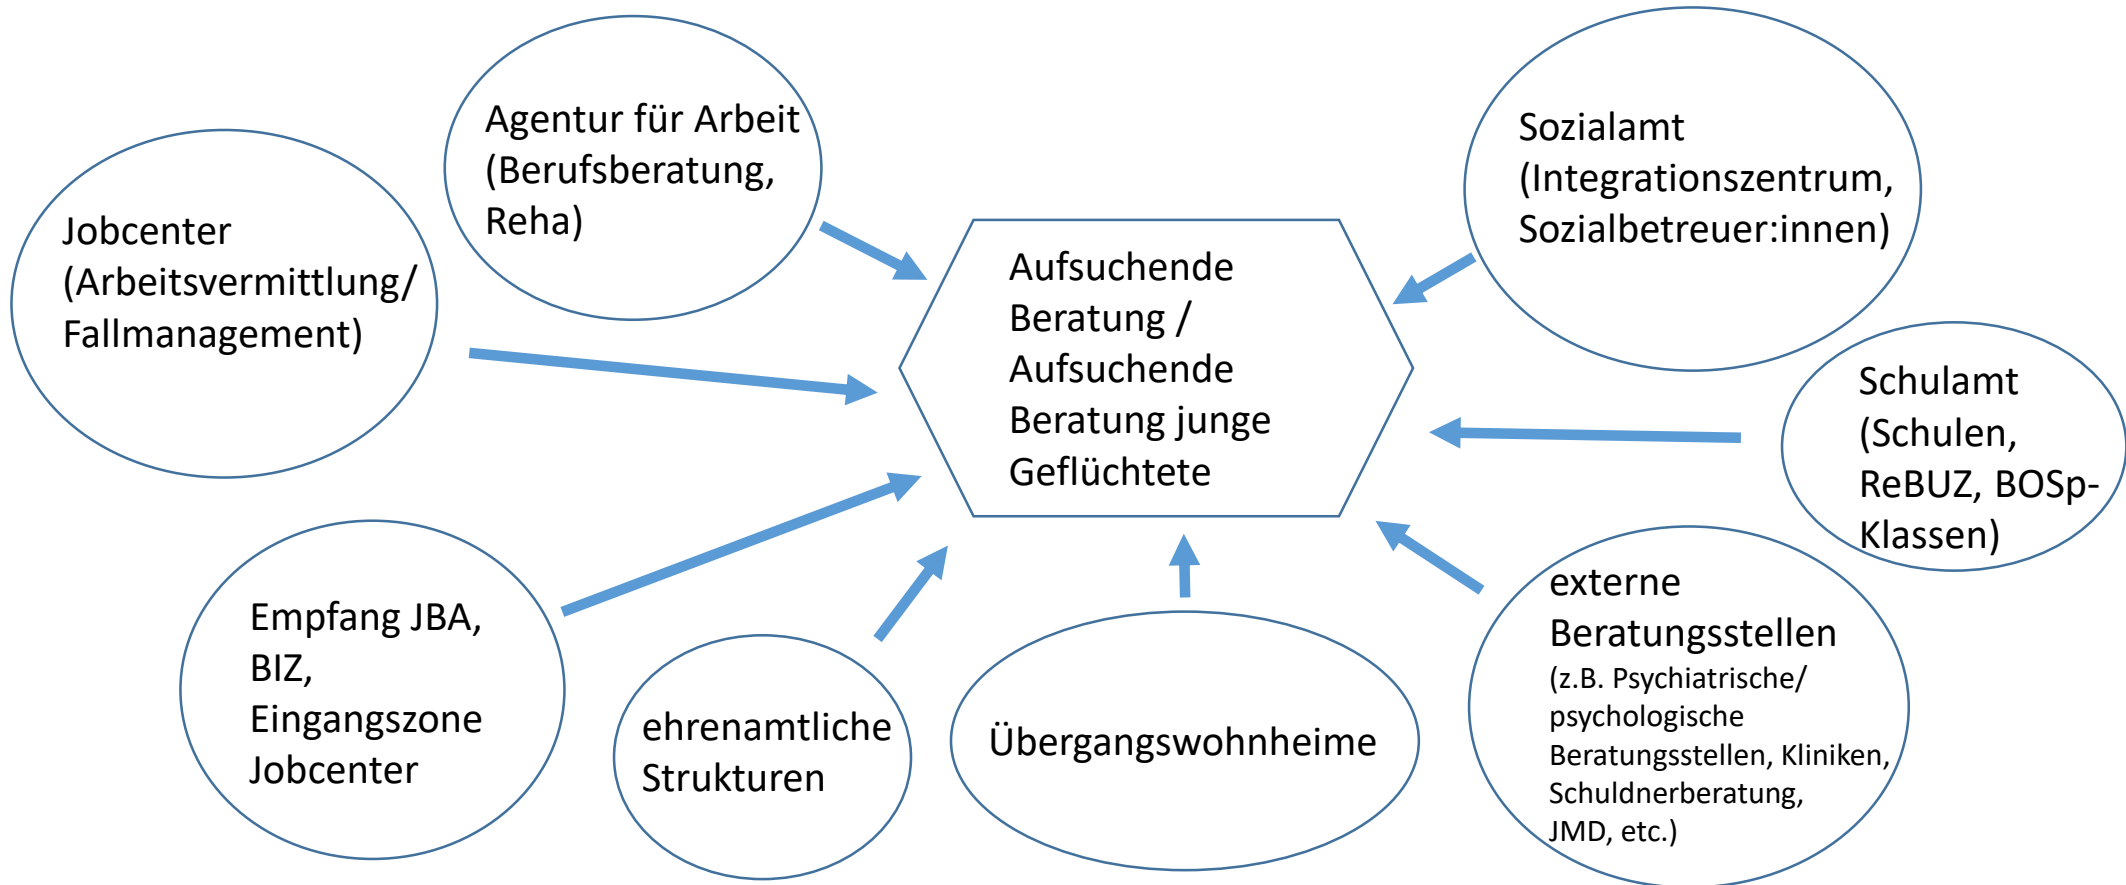 Agentur für Arbeit
(Berufsberatung,
Reha)
Sozialamt
(Integrationszentrum,
Sozialbetreuer:innen)
Jobcenter
(Arbeitsvermittlung/
Fallmanagement)
Aufsuchende
Beratung /
Aufsuchende
Beratung junge
Geflüchtete
Schulamt
(Schulen,
ReBUZ, BOSp-
Klassen)
Empfang JBA,
BIZ,
Eingangszone
Jobcenter
ehrenamtliche
Strukturen
Übergangswohnheime
externe
Beratungsstellen
(z.B. Psychiatrische/
psychologische
Beratungsstellen, Kliniken,
Schuldnerberatung,
JMD, etc.)